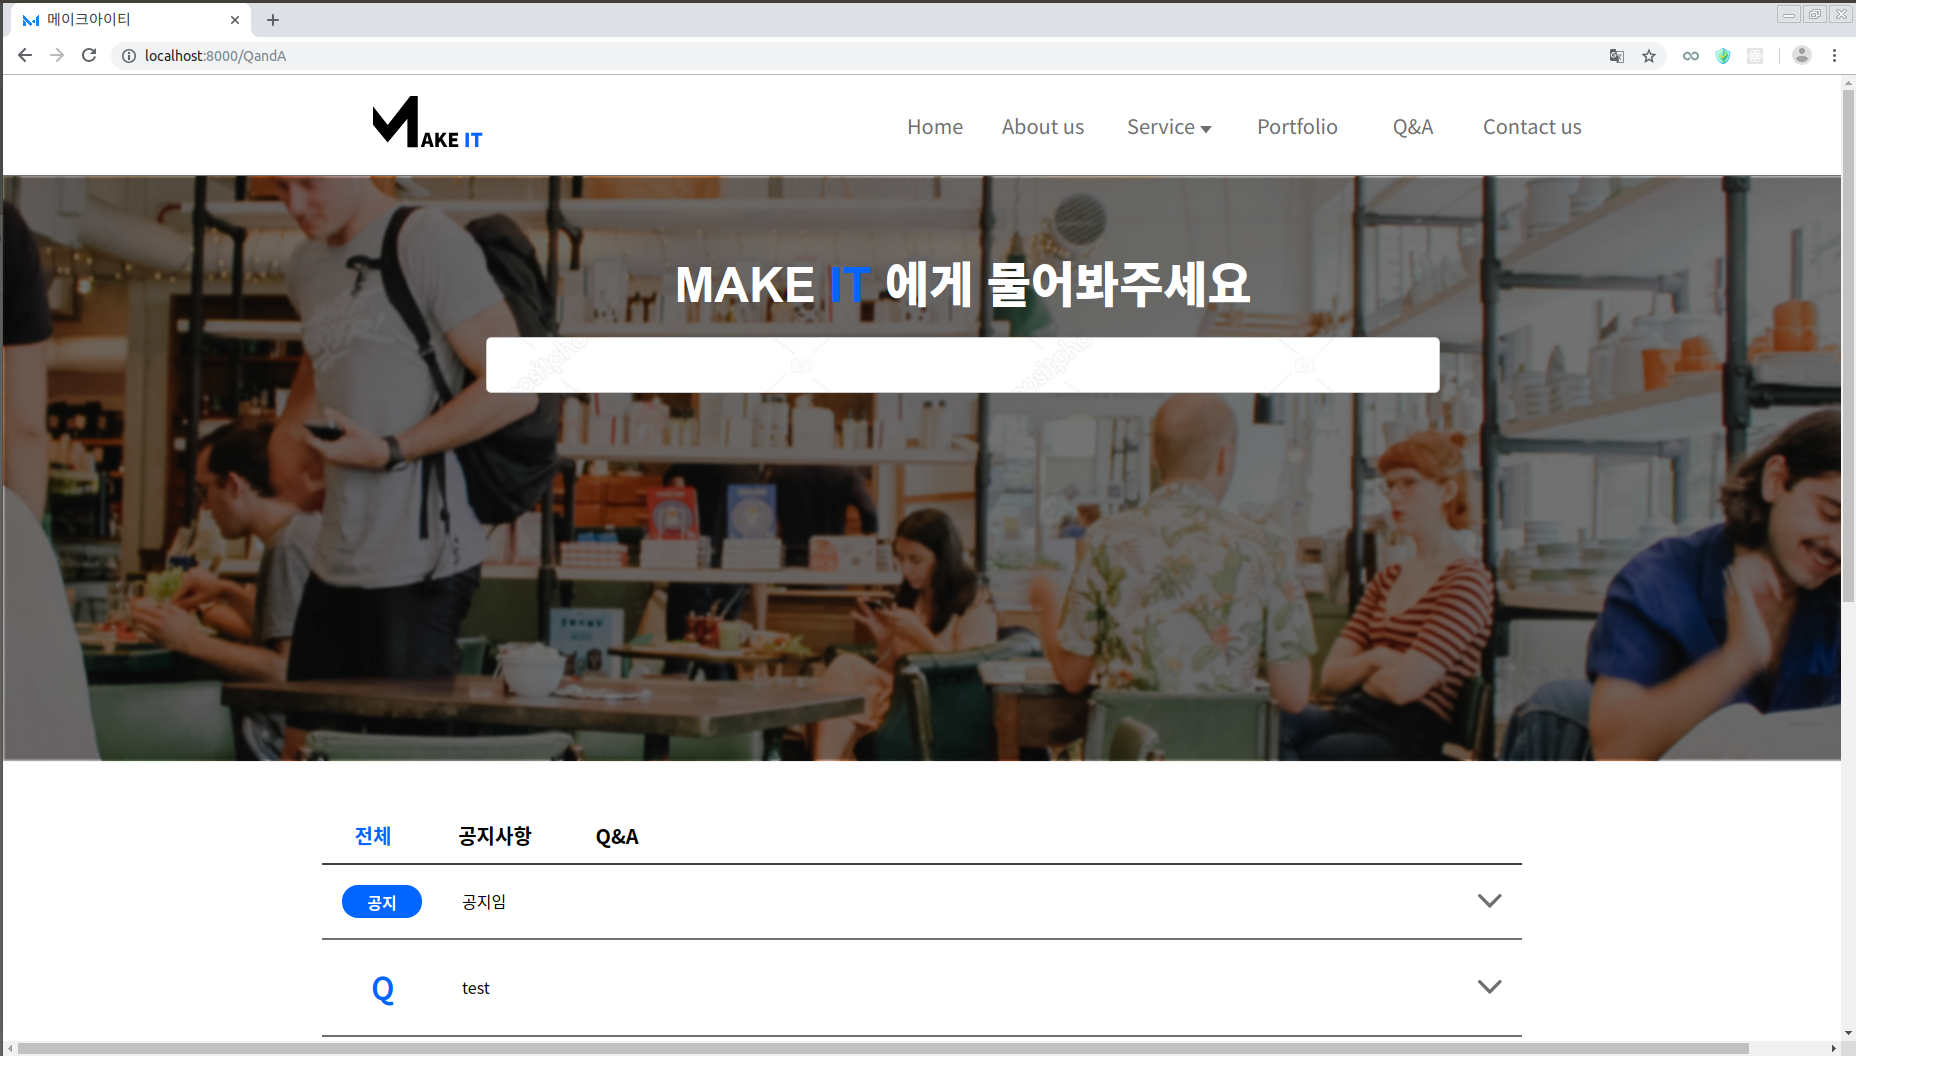 메이크아이티
localhost:8000/QandA
MAKE IT
Home About us Service Portfolio Q&A Contact us
MAKE IT 에게 물어봐주세요
전체 공지사항 Q&A
공지 공지임
Q test